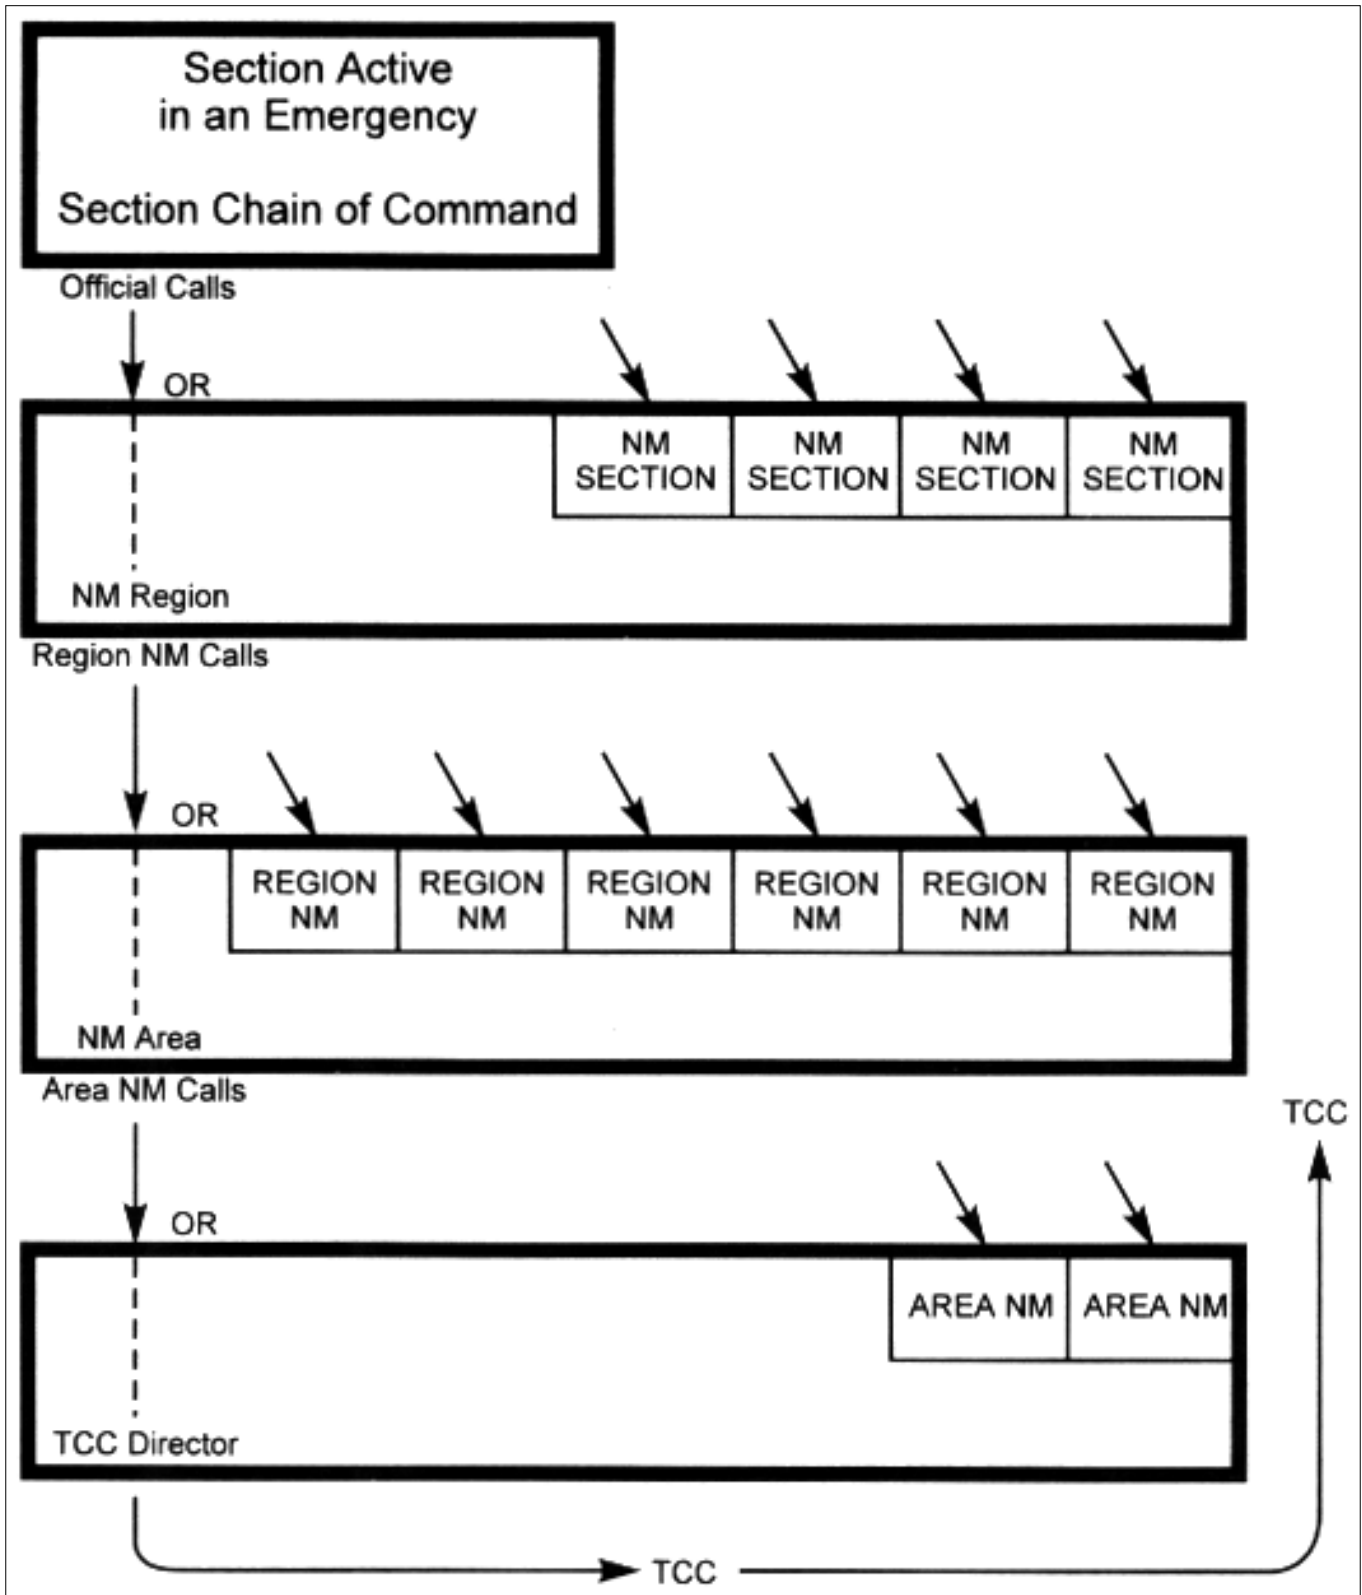 Section Active
in an Emergency
Section Chain of Command
Official Calls
OR
NM
SECTION
NM
SECTION
NM
SECTION
NM
SECTION
NM Region
Region NM Calls
OR
REGION
NM
REGION
NM
REGION
NM
REGION
NM
REGION
NM
REGION
NM
NM Area
Area NM Calls
TCC
OR
AREA NM
AREA NM
TCC Director
TCC